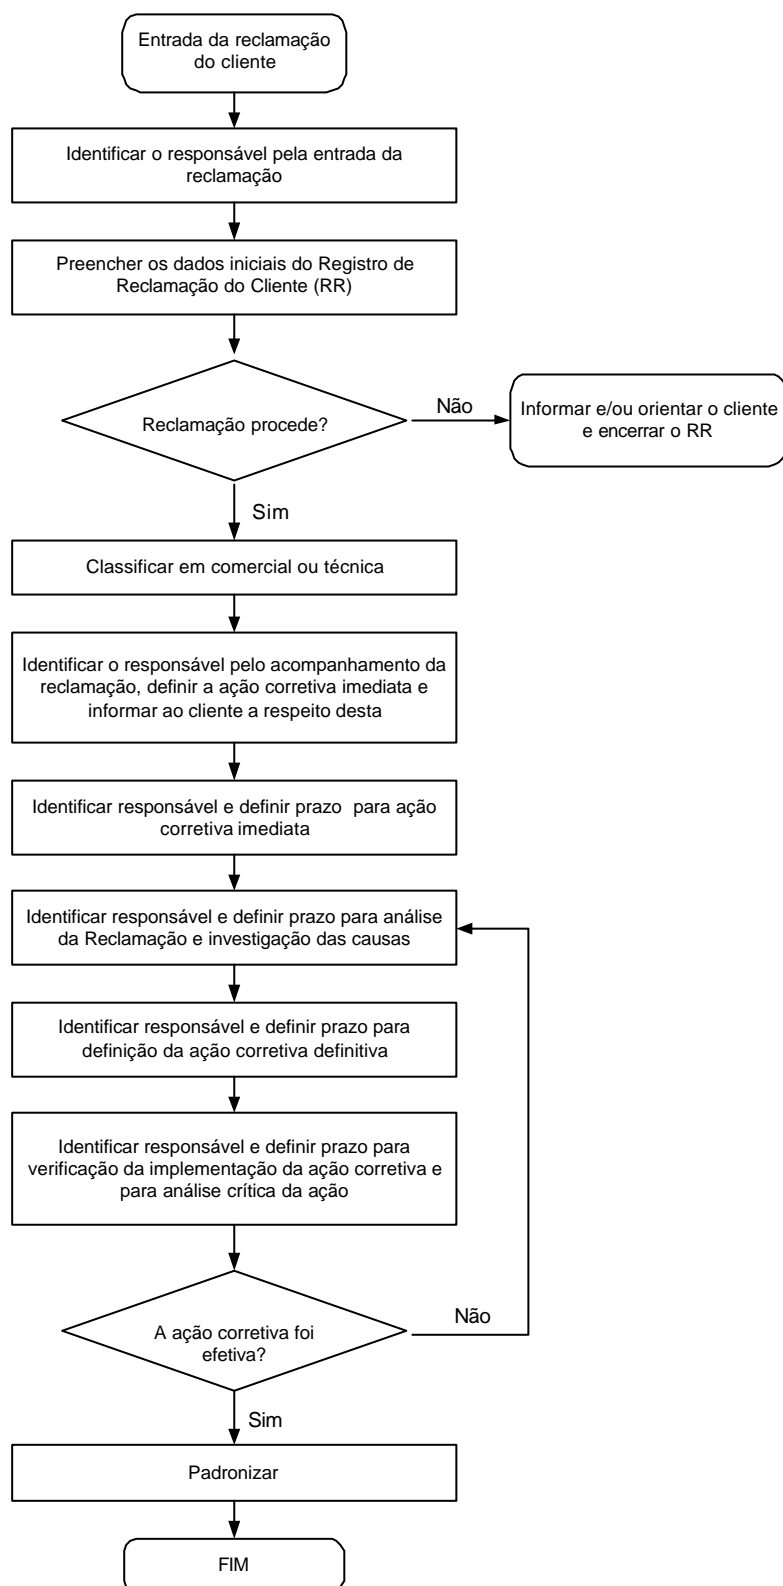 Entrada da reclamação
do cliente
Identificar o responsável pela entrada da
reclamação
Preencher os dados iniciais do Registro de
Reclamação do Cliente (RR)
Reclamação procede?
Não
Informar e/ou orientar o cliente
e encerrar o RR
Sim
Classificar em comercial ou técnica
Identificar o responsável pelo acompanhamento da
reclamação, definir a ação corretiva imediata e
informar ao cliente a respeito desta
Identificar responsável e definir prazo para ação
corretiva imediata
Identificar responsável e definir prazo para análise
da Reclamação e investigação das causas
Identificar responsável e definir prazo para
definição da ação corretiva definitiva
Identificar responsável e definir prazo para
verificação da implementação da ação corretiva e
para análise crítica da ação
A ação corretiva foi
efetiva?
Não
Sim
Padronizar
FIM